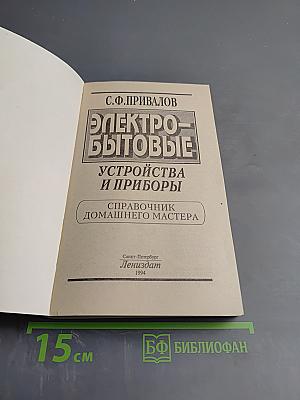 С.Ф.ПРИВАЛОВ
ЭЛЕКТРО-
БЫТОВЫЕ
УСТРОЙСТВА
И ПРИБОРЫ
СПРАВОЧНИК
ДОМАШНЕГО МАСТЕРА
Санкт-Петербург
Лениздат
1994
15 см
БФ БИБЛИОФАН